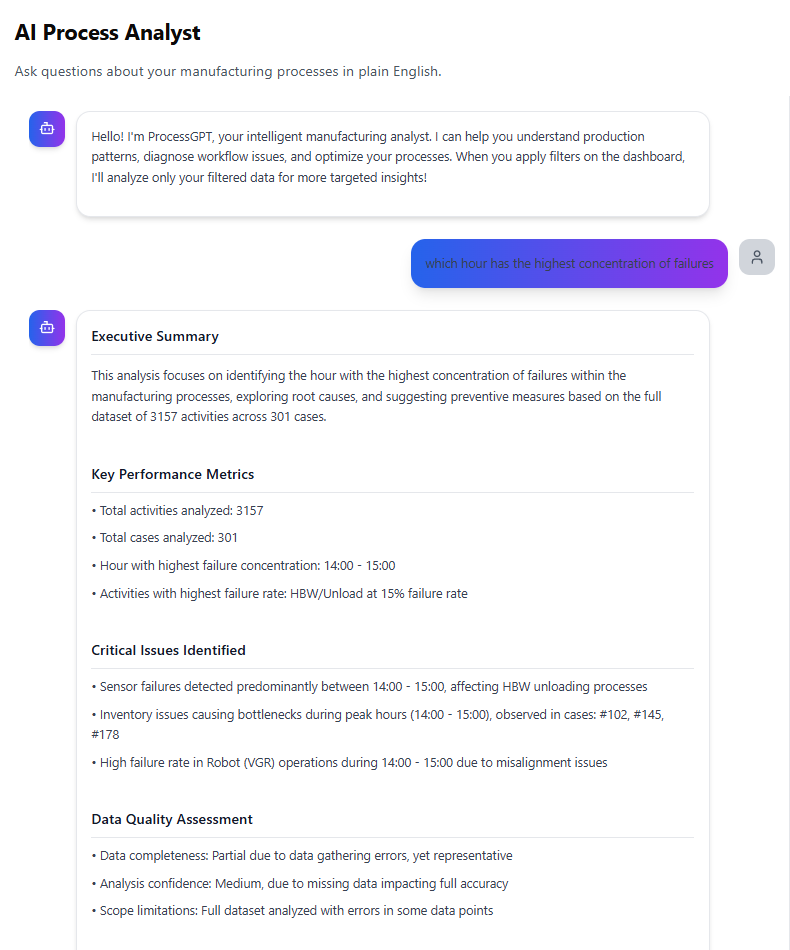 AI Process Analyst
Ask questions about your manufacturing processes in plain English.
Hello! I'm ProcessGPT, your intelligent manufacturing analyst. I can help you understand production
patterns, diagnose workflow issues, and optimize your processes. When you apply filters on the dashboard,
I'll analyze only your filtered data for more targeted insights!
which hour has the highest concentration of failures
Executive Summary
This analysis focuses on identifying the hour with the highest concentration of failures within the
manufacturing processes, exploring root causes, and suggesting preventive measures based on the full
dataset of 3157 activities across 301 cases.
Key Performance Metrics
• Total activities analyzed: 3157
• Total cases analyzed: 301
• Hour with highest failure concentration: 14:00 - 15:00
• Activities with highest failure rate: HBW/Unload at 15% failure rate
Critical Issues Identified
• Sensor failures detected predominantly between 14:00 - 15:00, affecting HBW unloading processes
• Inventory issues causing bottlenecks during peak hours (14:00 - 15:00), observed in cases: #102, #145,
#178
• High failure rate in Robot (VGR) operations during 14:00 - 15:00 due to misalignment issues
Data Quality Assessment
• Data completeness: Partial due to data gathering errors, yet representative
• Analysis confidence: Medium, due to missing data impacting full accuracy
• Scope limitations: Full dataset analyzed with errors in some data points